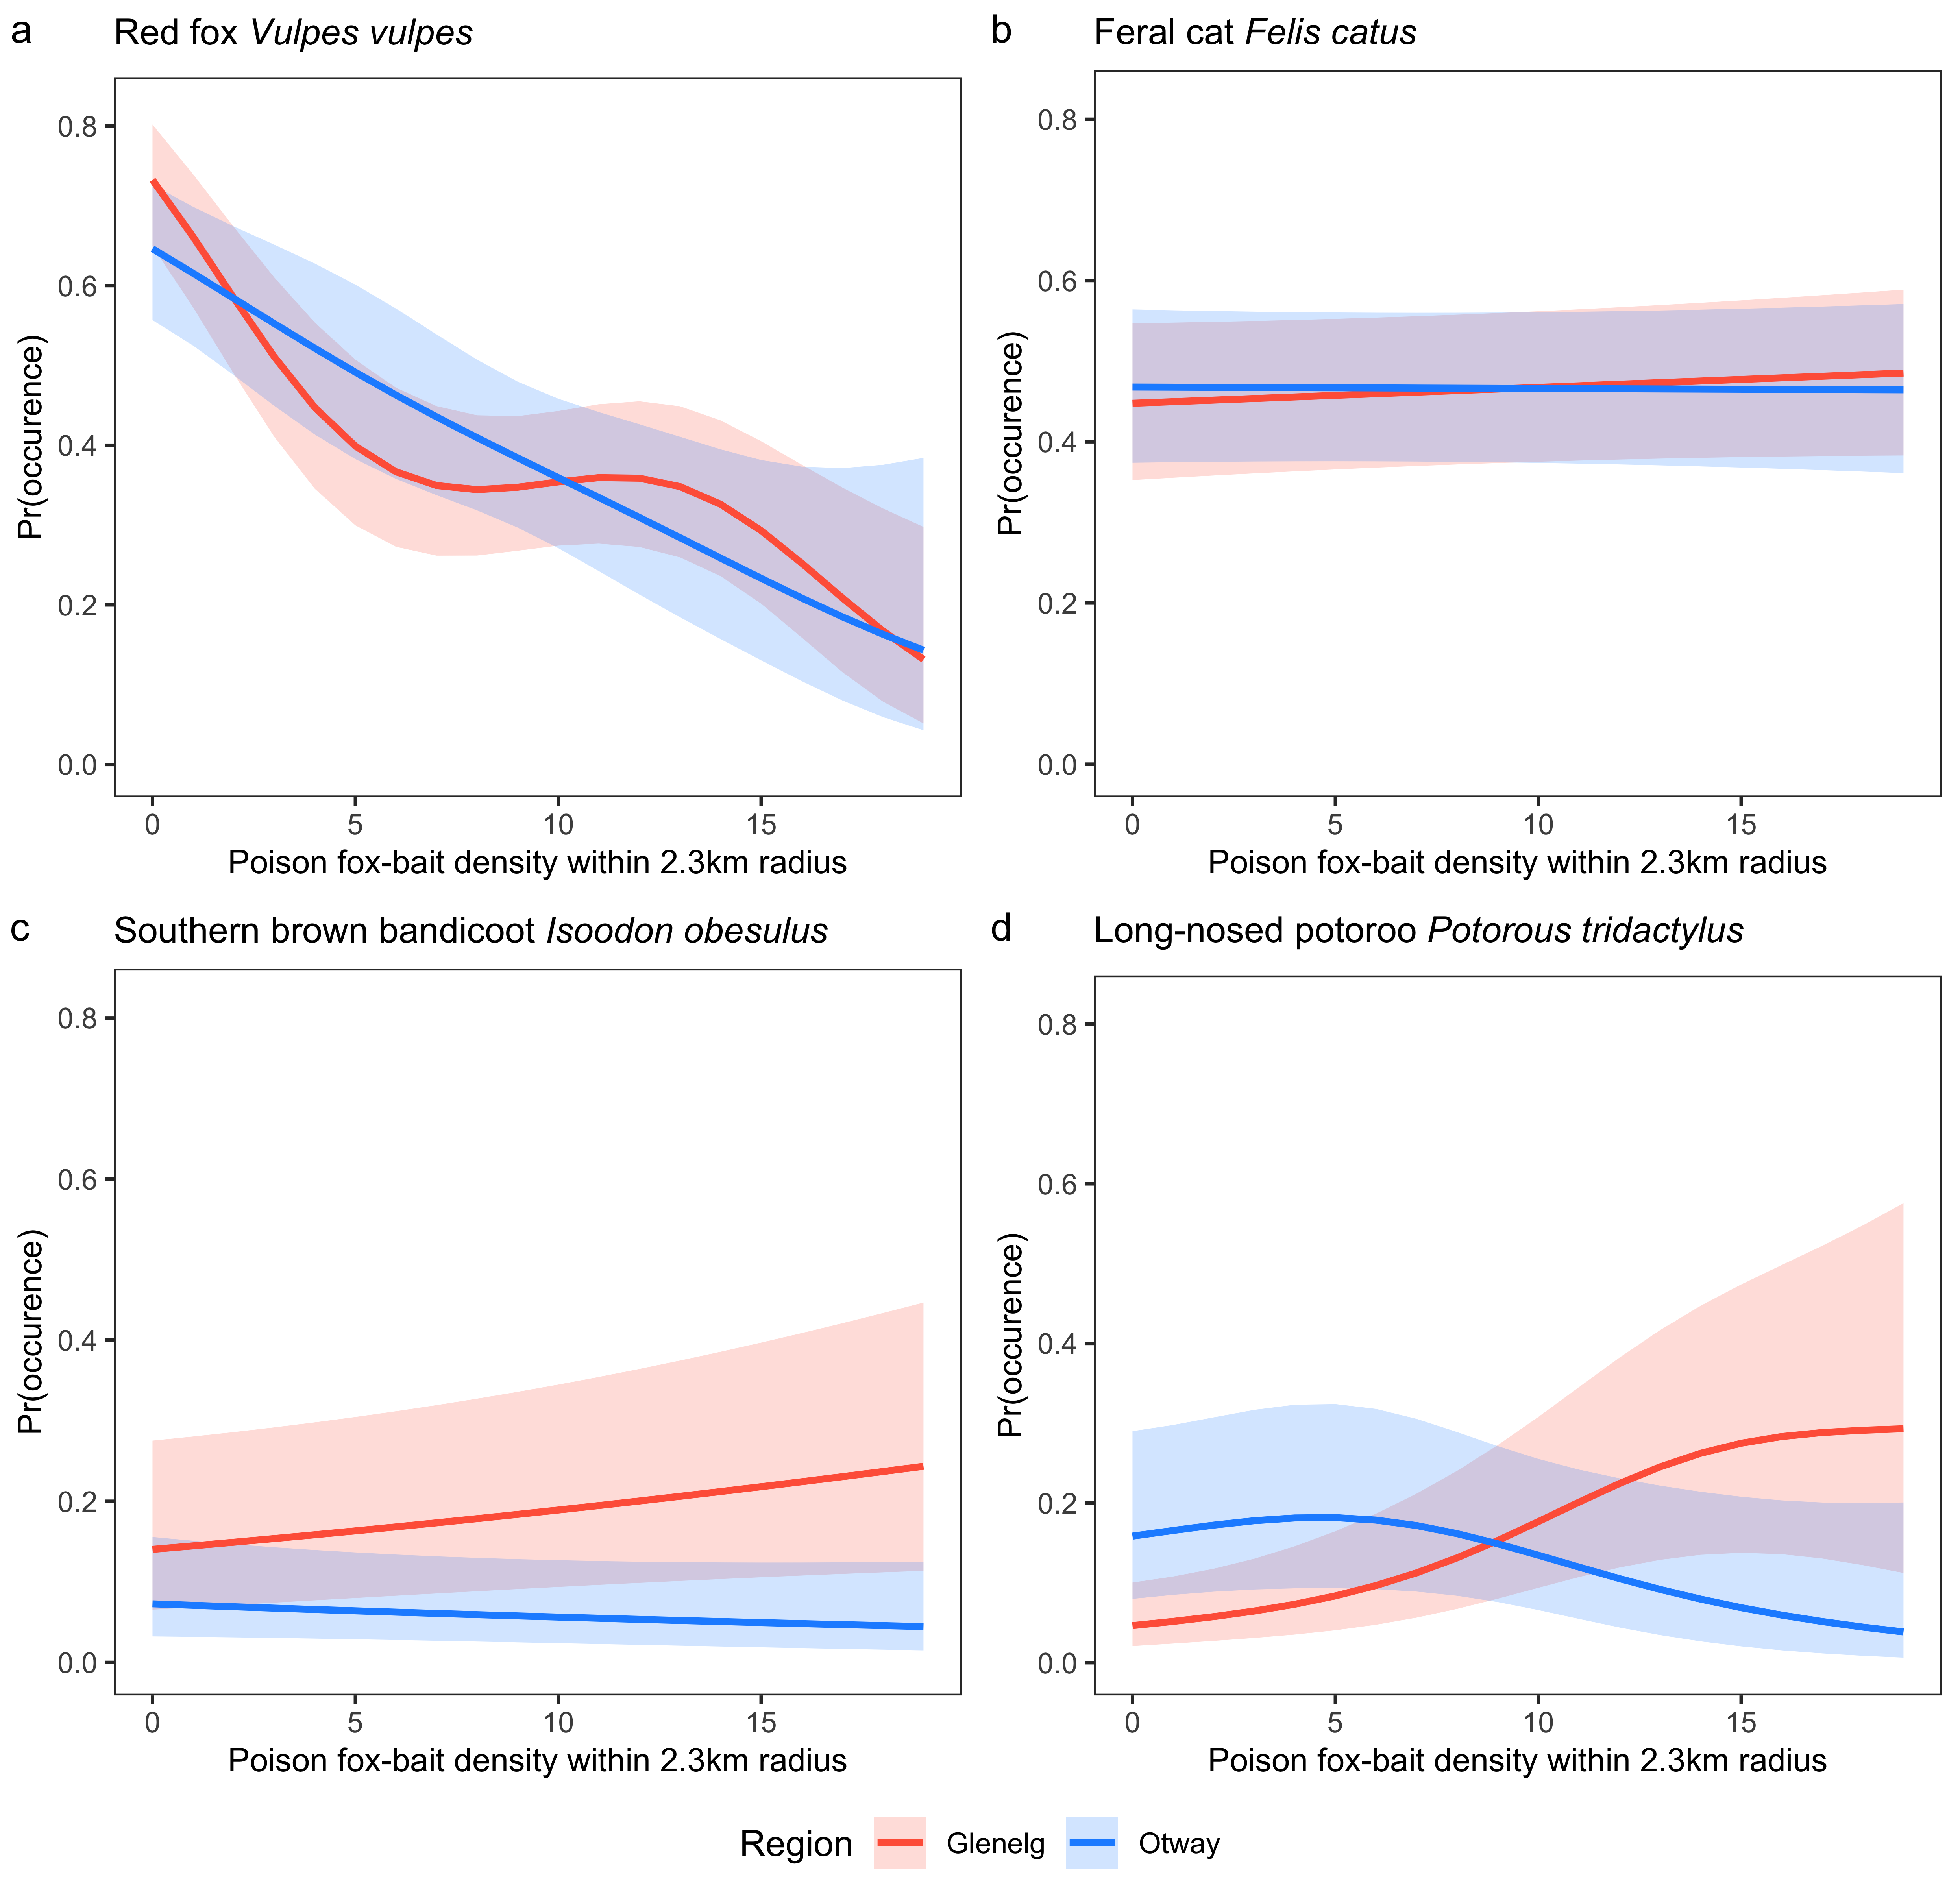 a Red fox Vulpes vulpes
0.8
0.6
0.4
0.2
0.0
Pr(occurence)
0 5 10 15
Poison fox-bait density within 2.3km radius
b Feral cat Felis catus
0.8
0.6
0.4
0.2
0.0
Pr(occurence)
0 5 10 15
Poison fox-bait density within 2.3km radius
c Southern brown bandicoot Isoodon obesulus
0.8
0.6
0.4
0.2
0.0
Pr(occurence)
0 5 10 15
Poison fox-bait density within 2.3km radius
d Long-nosed potoroo Potorous tridactylus
0.8
0.6
0.4
0.2
0.0
Pr(occurence)
0 5 10 15
Poison fox-bait density within 2.3km radius
Region Glenelg Otway